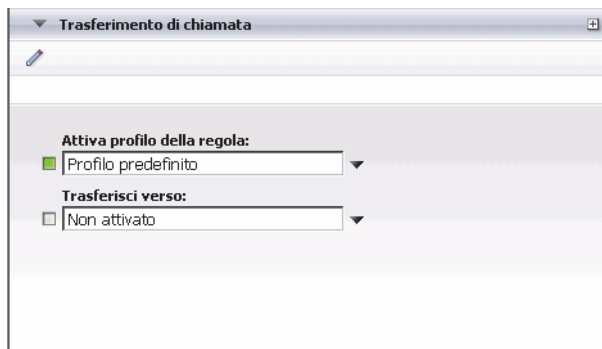 Trasferimento di chiamata
Attiva profilo della regola:
Profilo predefinito
Trasferisci verso:
Non attivato